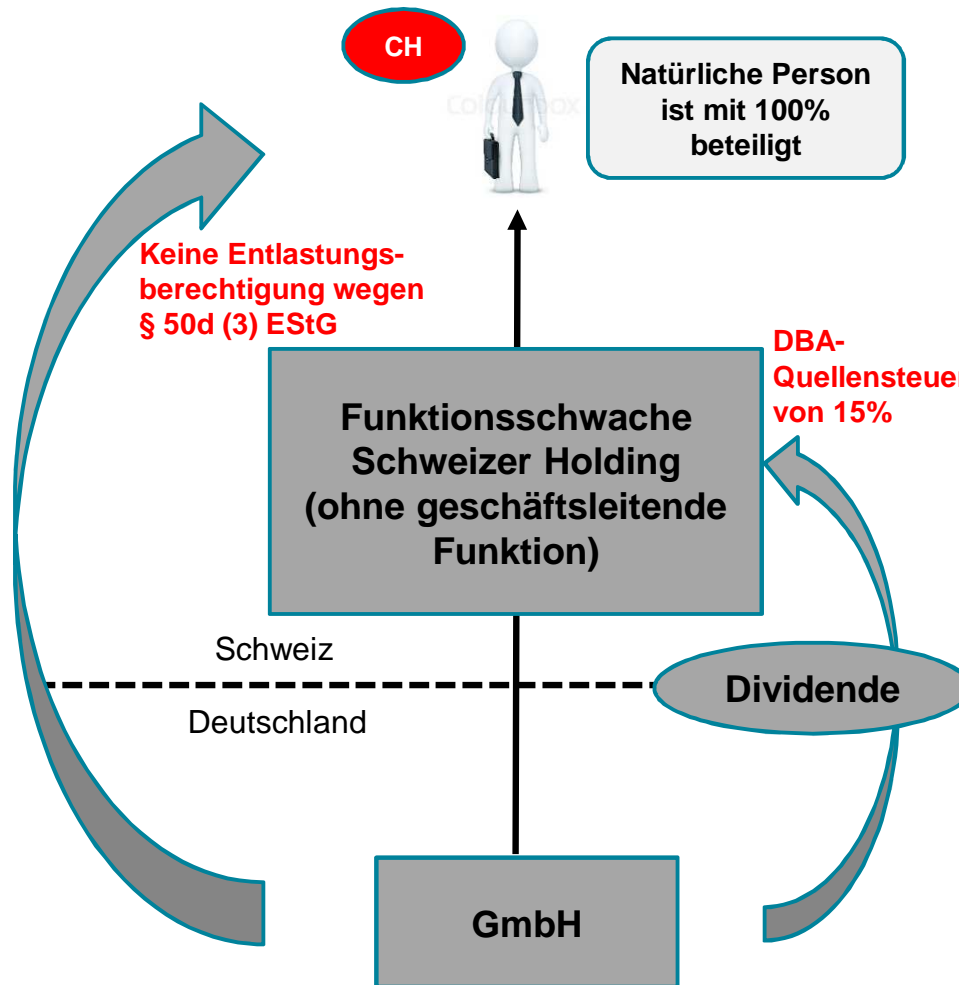 CH
Natürliche Person
ist mit 100%
beteiligt
Keine Entlastungs-
berechtigung wegen
§ 50d (3) EStG
DBA-
Quellensteuer
von 15%
Funktionsschwache
Schweizer Holding
(ohne geschäftsleitende
Funktion)
Schweiz
Dividende
Deutschland
GmbH